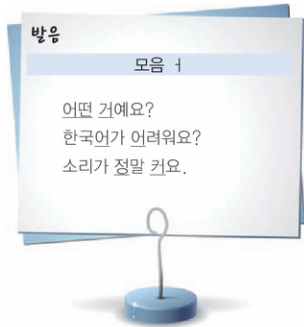 발음
모음 ㅓ
어떤 거예요?
한국어가 어려워요?
소리가 정말 커요.